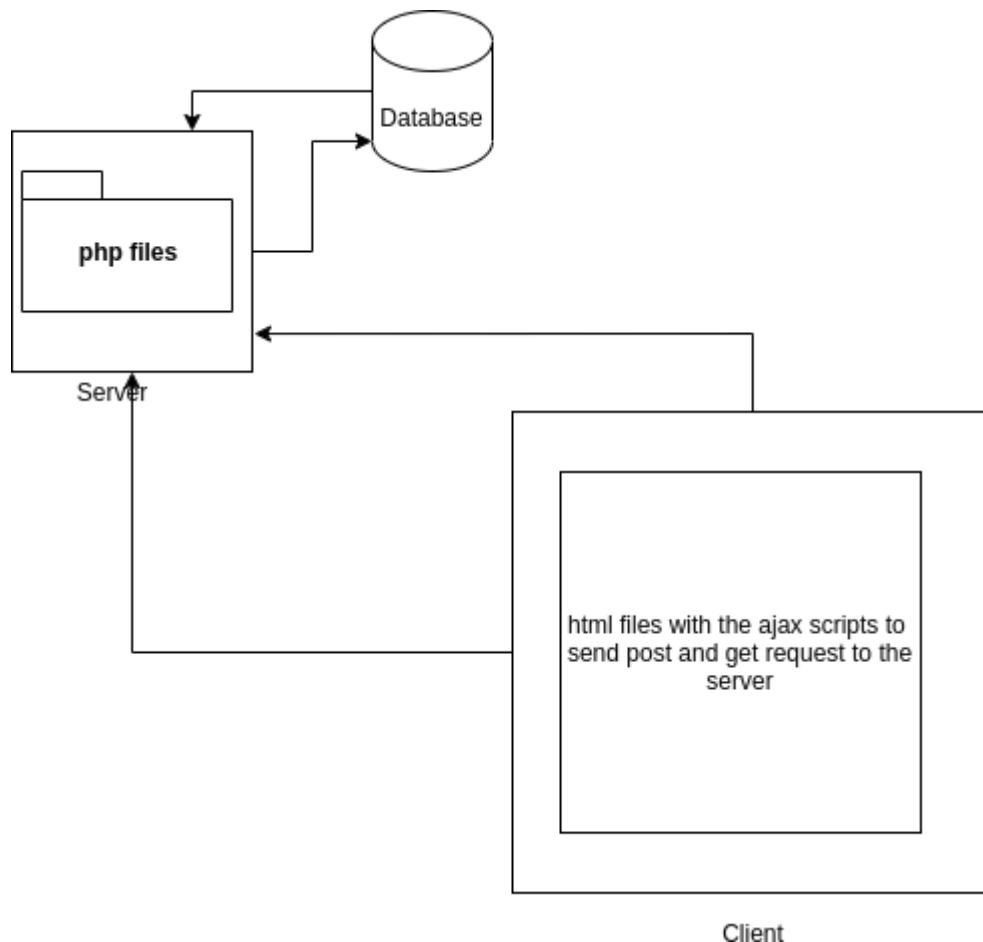 Database
php files
Server
html files with the ajax scripts to
send post and get request to the
server
Client